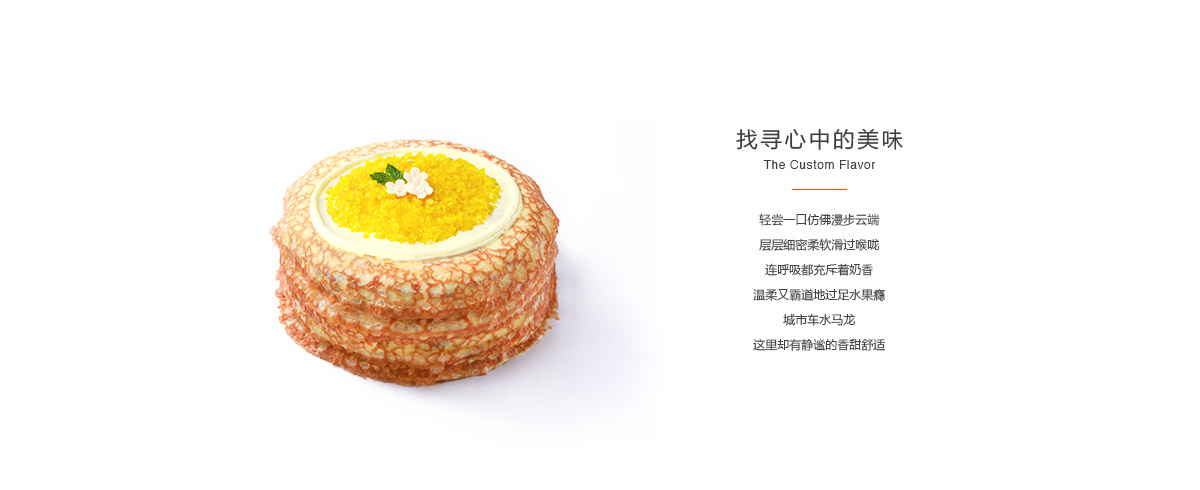 找寻心中的美味
The Custom Flavor
轻尝一口仿佛漫步云端
层层细密柔软滑过喉咙
连呼吸都充斥着奶香
温柔又霸道地过足水果瘾
城市车水马龙
这里却有静谧的香甜舒适